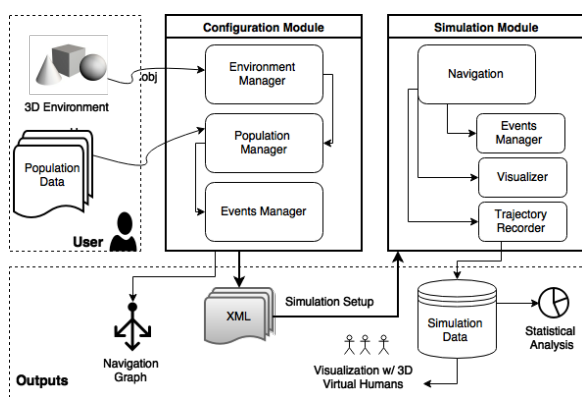 Configuration Module
Simulation Module
.obj
3D Environment
Population
Data
User
Environment
Manager
Population
Manager
Events Manager
Navigation
Events
Manager
Visualizer
Trajectory
Recorder
XML
Simulation Setup
Navigation
Graph
Simulation
Data
Statistical
Analysis
Visualization w/ 3D
Virtual Humans
Outputs